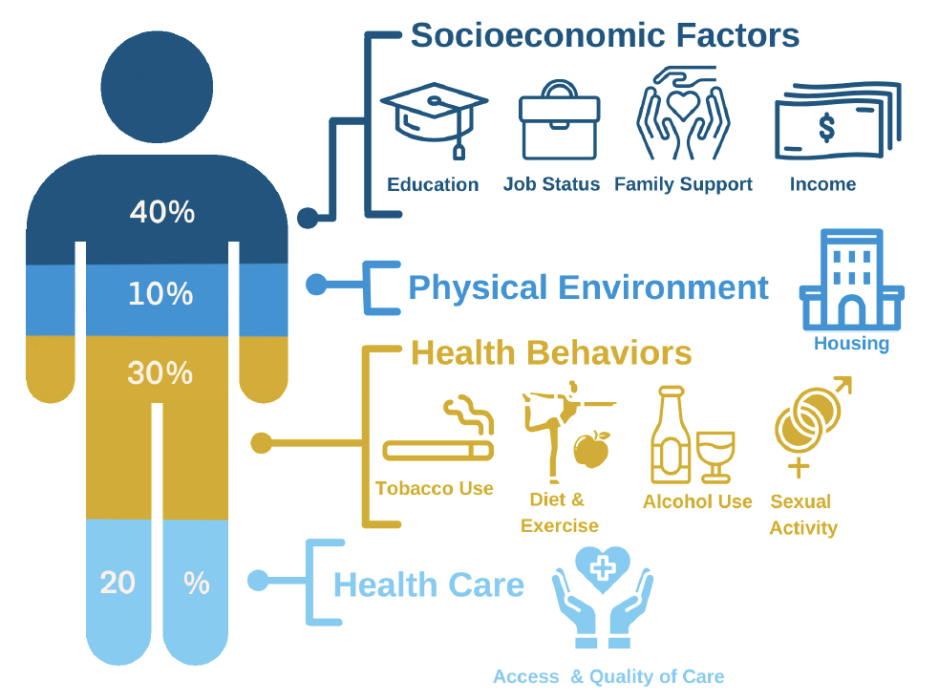 Socioeconomic Factors
$
Education
Job Status
Family Support
Income
40%
Physical Environment
10%
Housing
Health Behaviors
30%
Tobacco Use
Diet &
Exercise
Alcohol Use
Sexual
Activity
Health Care
20 %
Access & Quality of Care